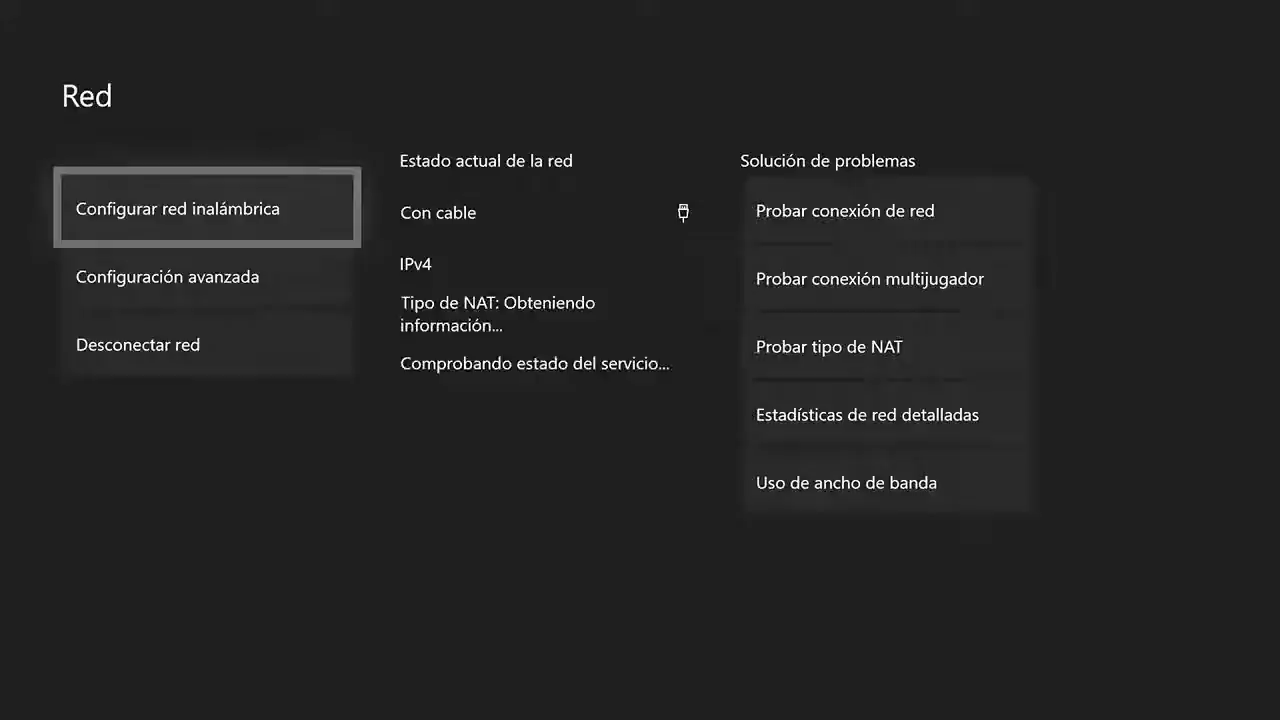 Red
Configurar red inalámbrica
Configuración avanzada
Desconectar red
Estado actual de la red
Con cable
IPv4
Tipo de NAT: Obteniendo
información...
Comprobando estado del servicio...
Solución de problemas
Probar conexión de red
Probar conexión multijugador
Probar tipo de NAT
Estadísticas de red detalladas
Uso de ancho de banda